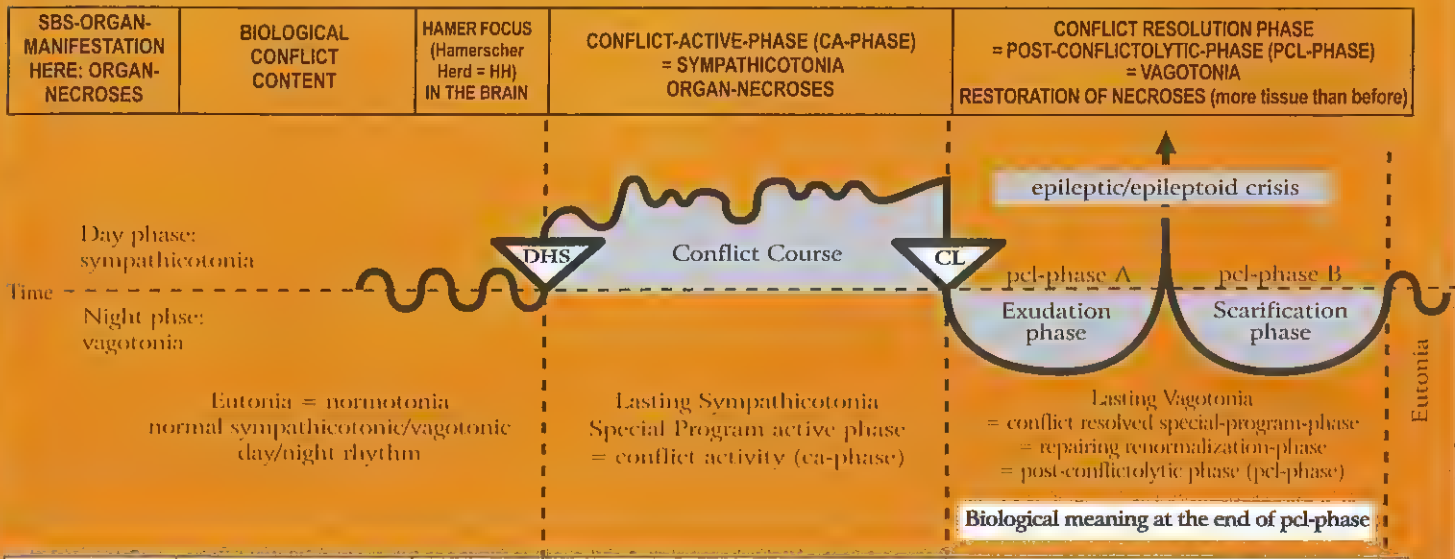 SBS-ORGAN-
MANIFESTATION
HERE: ORGAN-
NECROSES
BIOLOGICAL
CONFLICT
CONTENT
HAMER FOCUS
(Hamerscher
Herd = HH)
IN THE BRAIN
CONFLICT-ACTIVE-PHASE (CA-PHASE)
= SYMPATHICOTONIA
ORGAN-NECROSES
CONFLICT RESOLUTION PHASE
= POST-CONFLICTOLYTIC-PHASE (PCL-PHASE)
= VAGOTONIA
RESTORATION OF NECROSES (more tissue than before)
epileptic/epileptoid crisis
Day phase:
sympathicotonia
DHS
Conflict Course
CL
pcl-phase A
pcl-phase B
Time
Night phse:
vagotonia
Exudation
phase
Scarification
phase
Eutonia
Eutonia = normotonia
normal sympathicotonic/vagotonic
day/night rhythm
Lasting Sympathicotonia
Special Program active phase
= conflict activity (ca-phase)
Lasting Vagotonia
= conflict resolved special-program-phase
= repairing renormalization-phase
= post-conflictolytic phase (pcl-phase)
Biological meaning at the end of pcl-phase